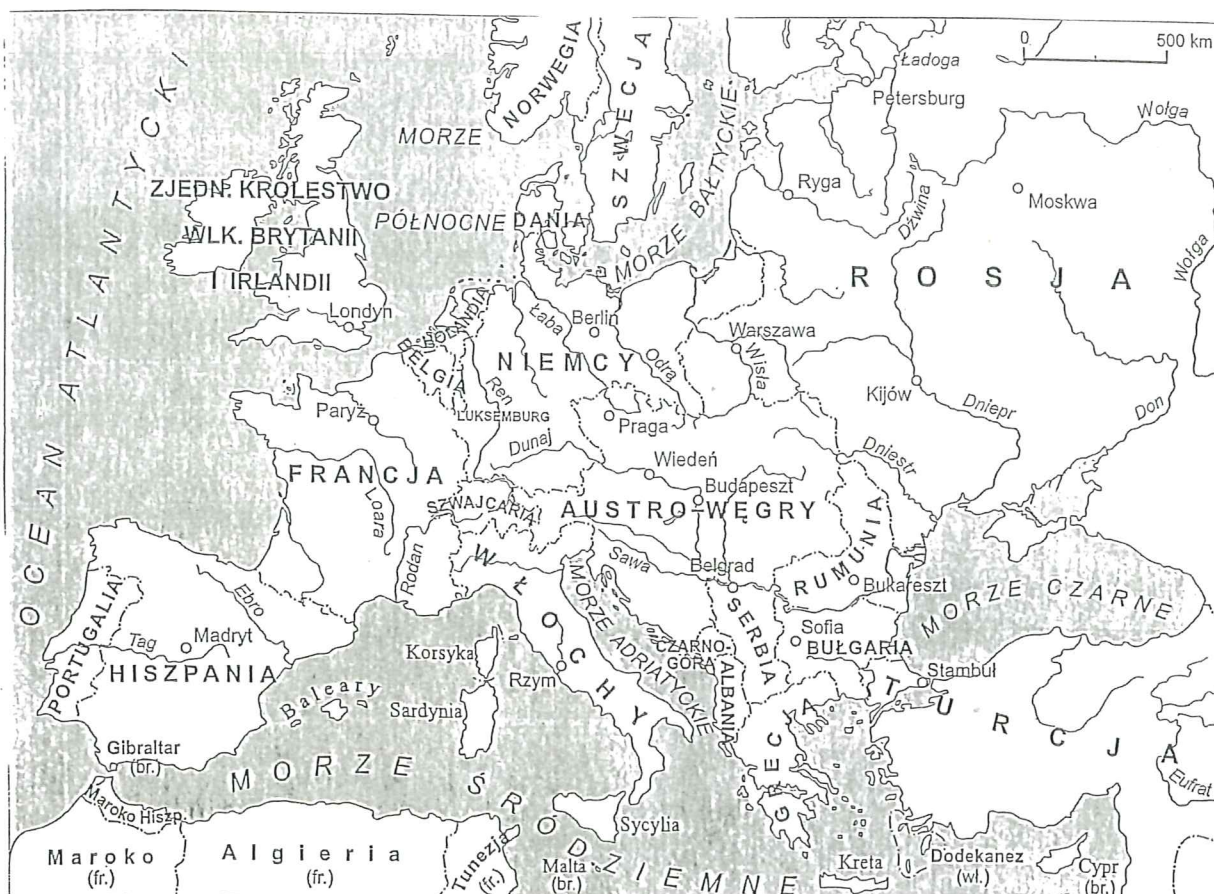 0 500 km
OCEAN ATLANTYCKI
NORWEGIA
SZWECJA
Ładoga
Petersburg
Wołga
MORZE
PÓŁNOCNE
MORZE BAŁTYCKIE
ZJEDN. KRÓLESTWO
WLK. BRYTANII
I IRLANDII
Londyn
DANIA
Ryga
Dźwina
Moskwa
Wołga
ROSJA
HOLANDIA
BELGIA
Łaba
Berlin
NIEMCY
Odra
Warszawa
Wisła
Ren
LUKSEMBURG
Praga
Kijów
Dniepr
Don
Paryż
Dunaj
Wiedeń
Dniestr
FRANCJA
Loara
SZWAJCARIA
Budapeszt
AUSTRO-WĘGRY
RUMUNIA
Rodan
WŁOCHY
Sawa
Belgrad
Bukareszt
MORZE CZARNE
PORTUGALIA
Ebro
Tag
Madryt
HISZPANIA
Baleary
Korsyka
Sardynia
Rzym
MORZE ADRIATYCKIE
CZARNO-
GÓRA
SERBIA
ALBANIA
Sofia
BUŁGARIA
Stambuł
TURCJA
GRECJA
Eufrat
Gibraltar
(br.)
MORZE ŚRÓDZIEMNE
Maroko Hiszp.
Maroko
(fr.)
Algieria
(fr.)
Tunezja
(fr.)
Sycylia
Malta
(br.)
Kreta
Dodekanez
(wł.)
Cypr
(br.)